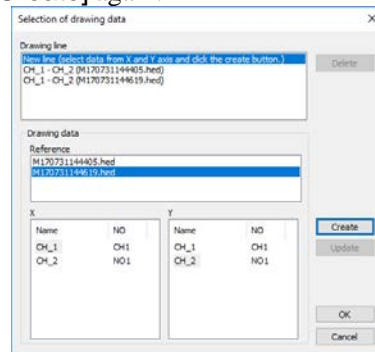 again
Selection of drawing data X
Drawing line
New line (select data from X and Y axis and click the create button.)
CH_1 - CH_2 (M170731144405.hed)
CH_1 - CH_2 (M170731144619.hed)
Delete
Drawing data
Reference
M170731144405.hed
M170731144619.hed
X
Y
Name NO
Name NO
CH_1 CH1
CH_1 CH1
CH_2 NO1
CH_2 NO1
Create
Update
OK
Cancel